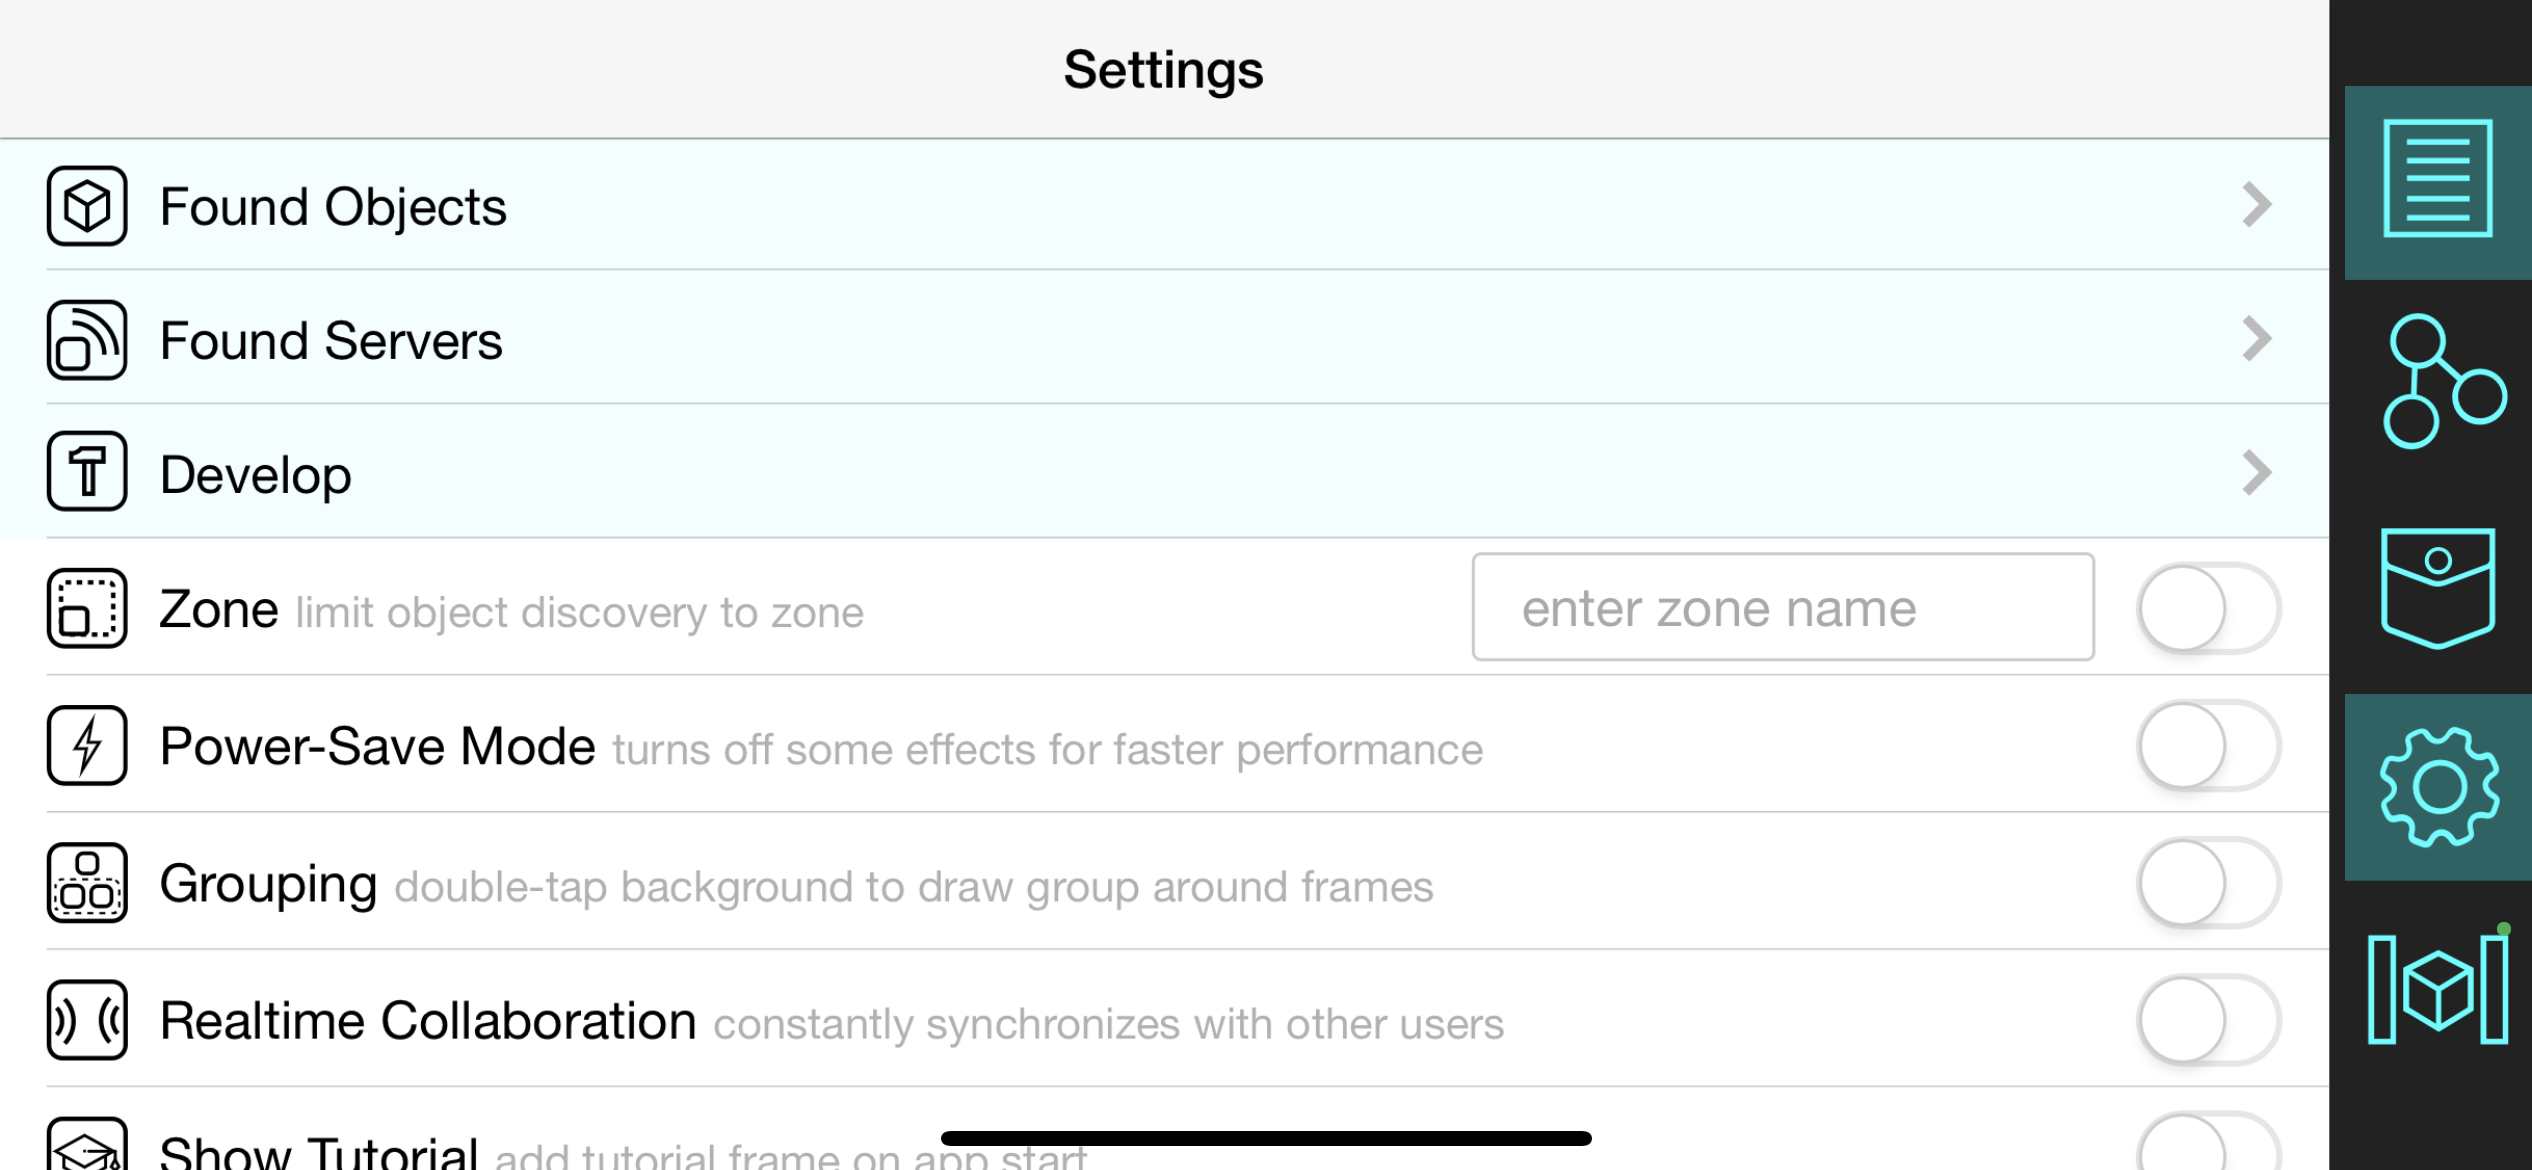 Settings
Found Objects
Found Servers
Develop
Zone limit object discovery to zone enter zone name
Power-Save Mode turns off some effects for faster performance
Grouping double-tap background to draw group around frames
Realtime Collaboration constantly synchronizes with other users
Show Tutorial add tutorial frame on app start